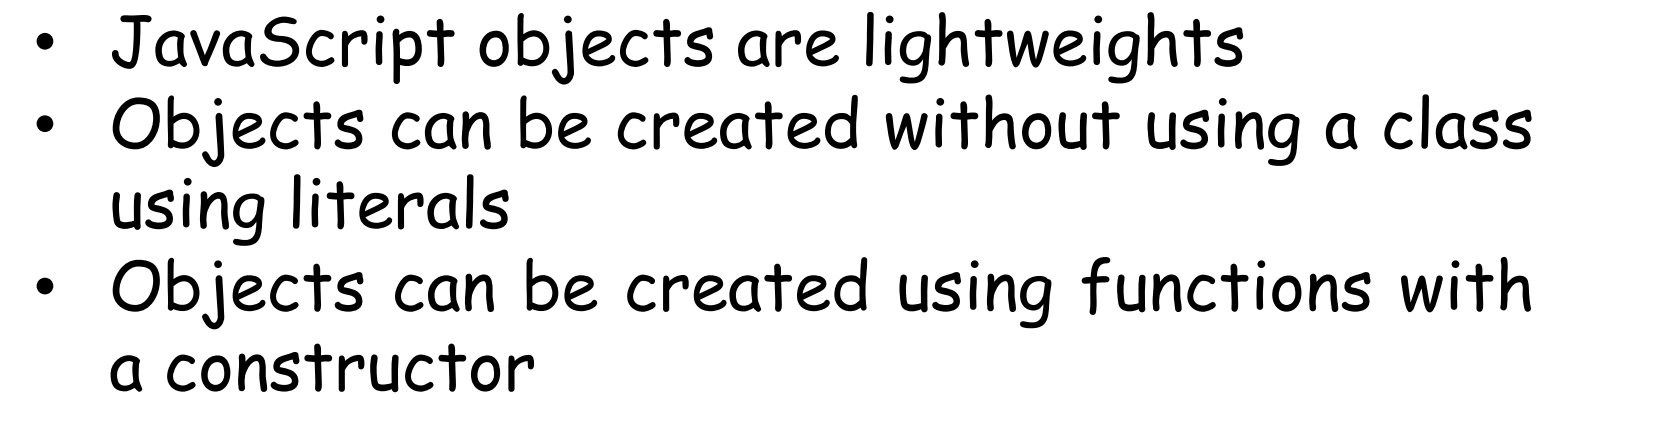 • JavaScript objects are lightweights
• Objects can be created without using a class
using literals
• Objects can be created using functions with
a constructor